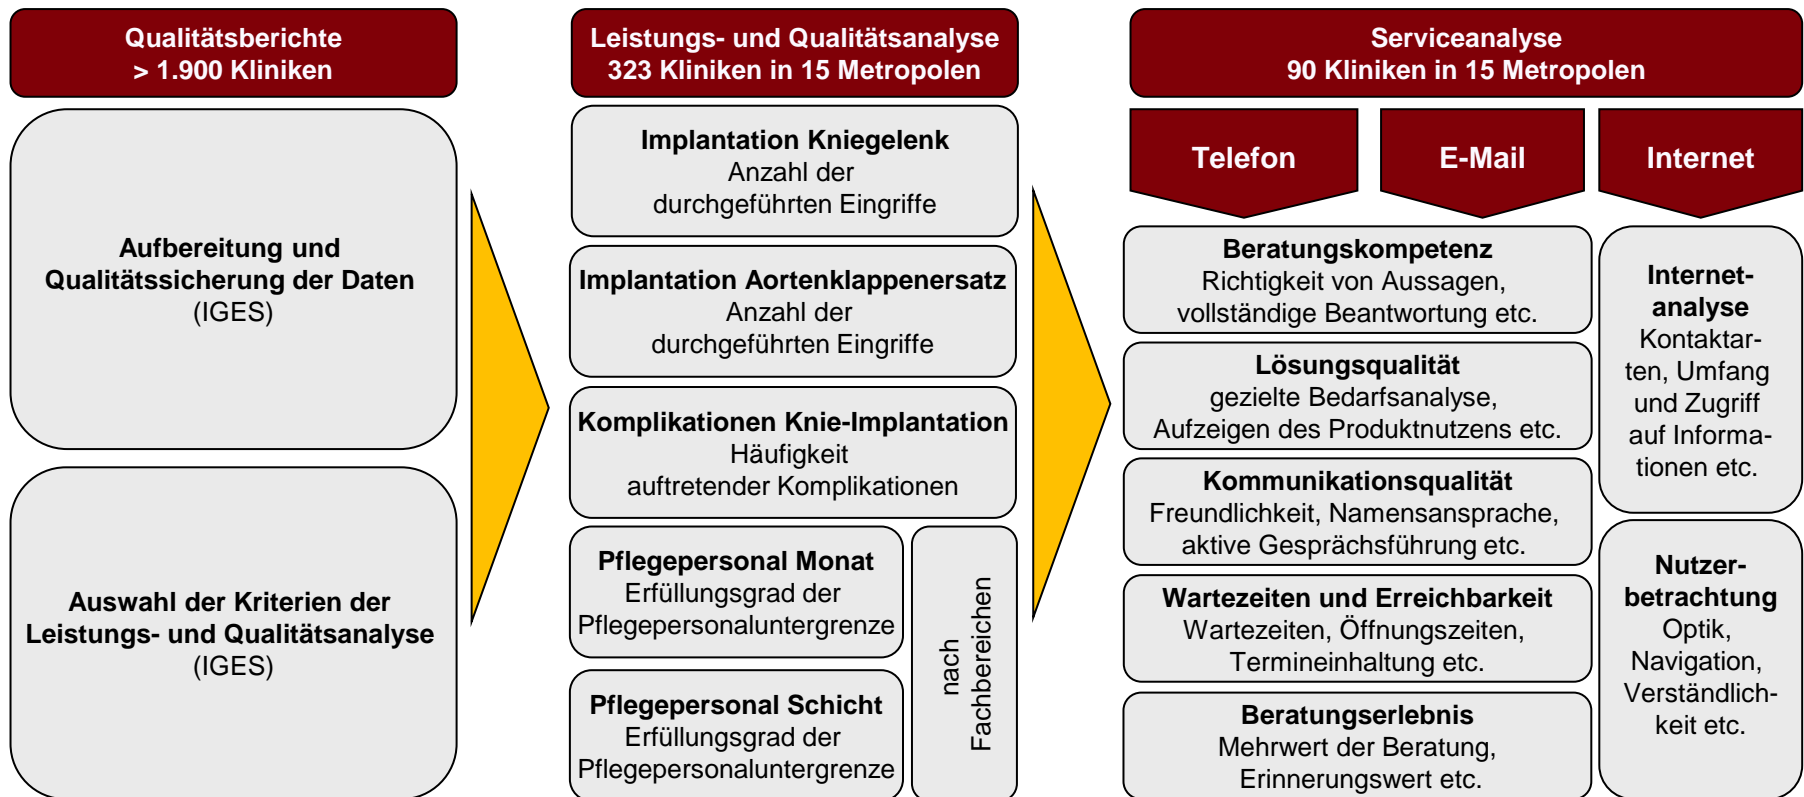 Qualitätsberichte
> 1.900 Kliniken
Aufbereitung und
Qualitätssicherung der Daten
(IGES)
Auswahl der Kriterien der
Leistungs- und Qualitätsanalyse
(IGES)
Leistungs- und Qualitätsanalyse
323 Kliniken in 15 Metropolen
Implantation Kniegelenk
Anzahl der
durchgeführten Eingriffe
Implantation Aortenklappenersatz
Anzahl der
durchgeführten Eingriffe
Komplikationen Knie-Implantation
Häufigkeit
auftretender Komplikationen
Pflegepersonal Monat
Erfüllungsgrad der
Pflegepersonaluntergrenze
Pflegepersonal Schicht
Erfüllungsgrad der
Pflegepersonaluntergrenze
nach
Fachbereichen
Serviceanalyse
90 Kliniken in 15 Metropolen
Telefon
E-Mail
Internet
Beratungskompetenz
Richtigkeit von Aussagen,
vollständige Beantwortung etc.
Lösungsqualität
gezielte Bedarfsanalyse,
Aufzeigen des Produktnutzens etc.
Kommunikationsqualität
Freundlichkeit, Namensansprache,
aktive Gesprächsführung etc.
Wartezeiten und Erreichbarkeit
Wartezeiten, Öffnungszeiten,
Termineinhaltung etc.
Beratungserlebnis
Mehrwert der Beratung,
Erinnerungswert etc.
Internet-
analyse
Kontaktar-
ten, Umfang
und Zugriff
auf Informa-
tionen etc.
Nutzer-
betrachtung
Optik,
Navigation,
Verständlich-
keit etc.